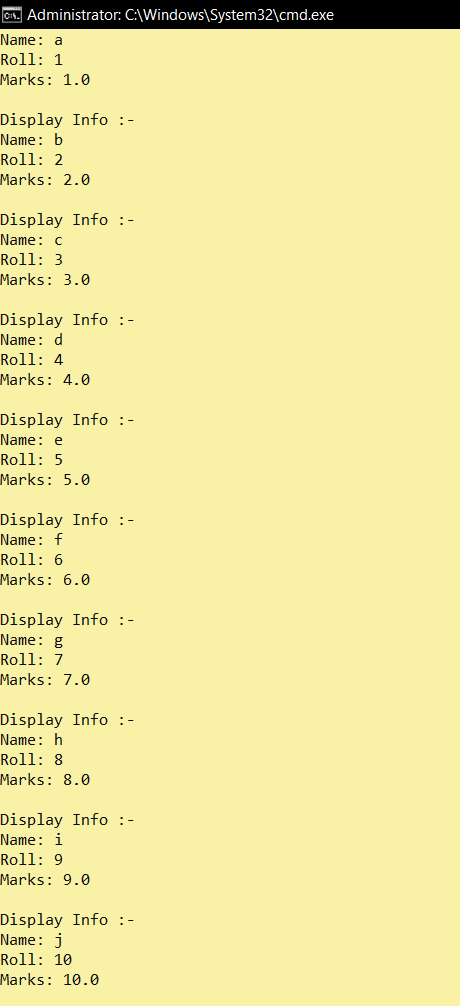 Administrator: C:\Windows\System32\cmd.exe
Name: a
Roll: 1
Marks: 1.0
Display Info :-
Name: b
Roll: 2
Marks: 2.0
Display Info :-
Name: c
Roll: 3
Marks: 3.0
Display Info :-
Name: d
Roll: 4
Marks: 4.0
Display Info :-
Name: e
Roll: 5
Marks: 5.0
Display Info :-
Name: f
Roll: 6
Marks: 6.0
Display Info :-
Name: g
Roll: 7
Marks: 7.0
Display Info :-
Name: h
Roll: 8
Marks: 8.0
Display Info :-
Name: i
Roll: 9
Marks: 9.0
Display Info :-
Name: j
Roll: 10
Marks: 10.0